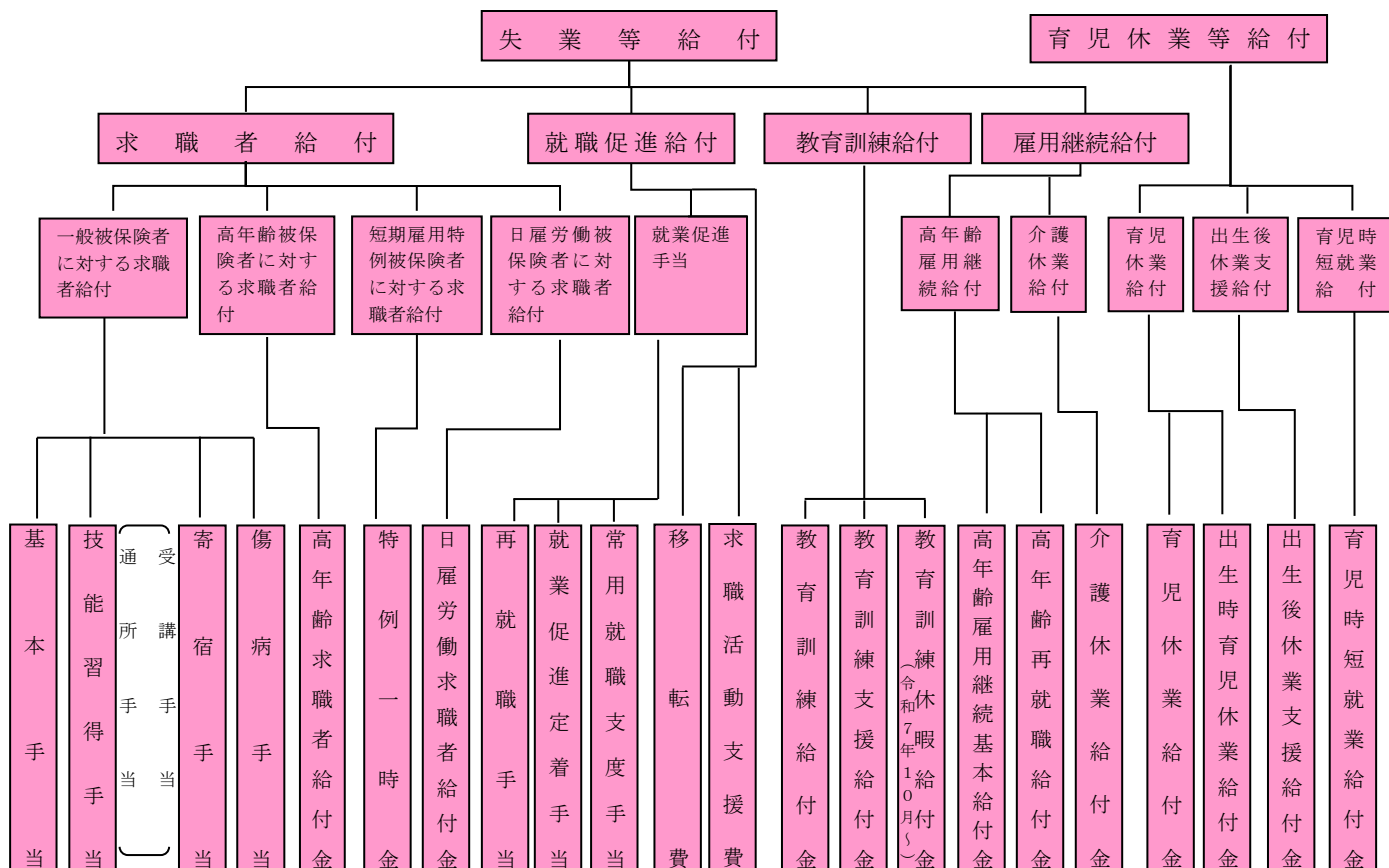 失業等給付
育児休業等給付
求職者給付
就職促進給付
教育訓練給付
雇用継続給付
一般被保険者
に対する求職
者給付
高年齢被保
険者に対す
る求職者給
付
短期雇用特
例被保険者
に対する求
職者給付
日雇労働被
保険者に対
する求職者
給付
就業促進
手当
高年齢
雇用継
続給付
介護
休業
給付
育児
休業
給付
出生後
休業支
援給付
育児時
短就業
給付
基本手当
技能習得手当
受講手当
通所手当
寄宿手当
傷病手当
高年齢求職者給付金
特例一時金
日雇労働求職者給付金
再就職手当
就業促進定着手当
常用就職支度手当
移転費
求職活動支援費
教育訓練給付金
教育訓練支援給付金
教育訓練休暇給付金
（令和7年10月～）
高年齢雇用継続基本給付金
高年齢再就職給付金
介護休業給付金
育児休業給付金
出生時育児休業給付金
出生後休業支援給付金
育児時短就業給付金